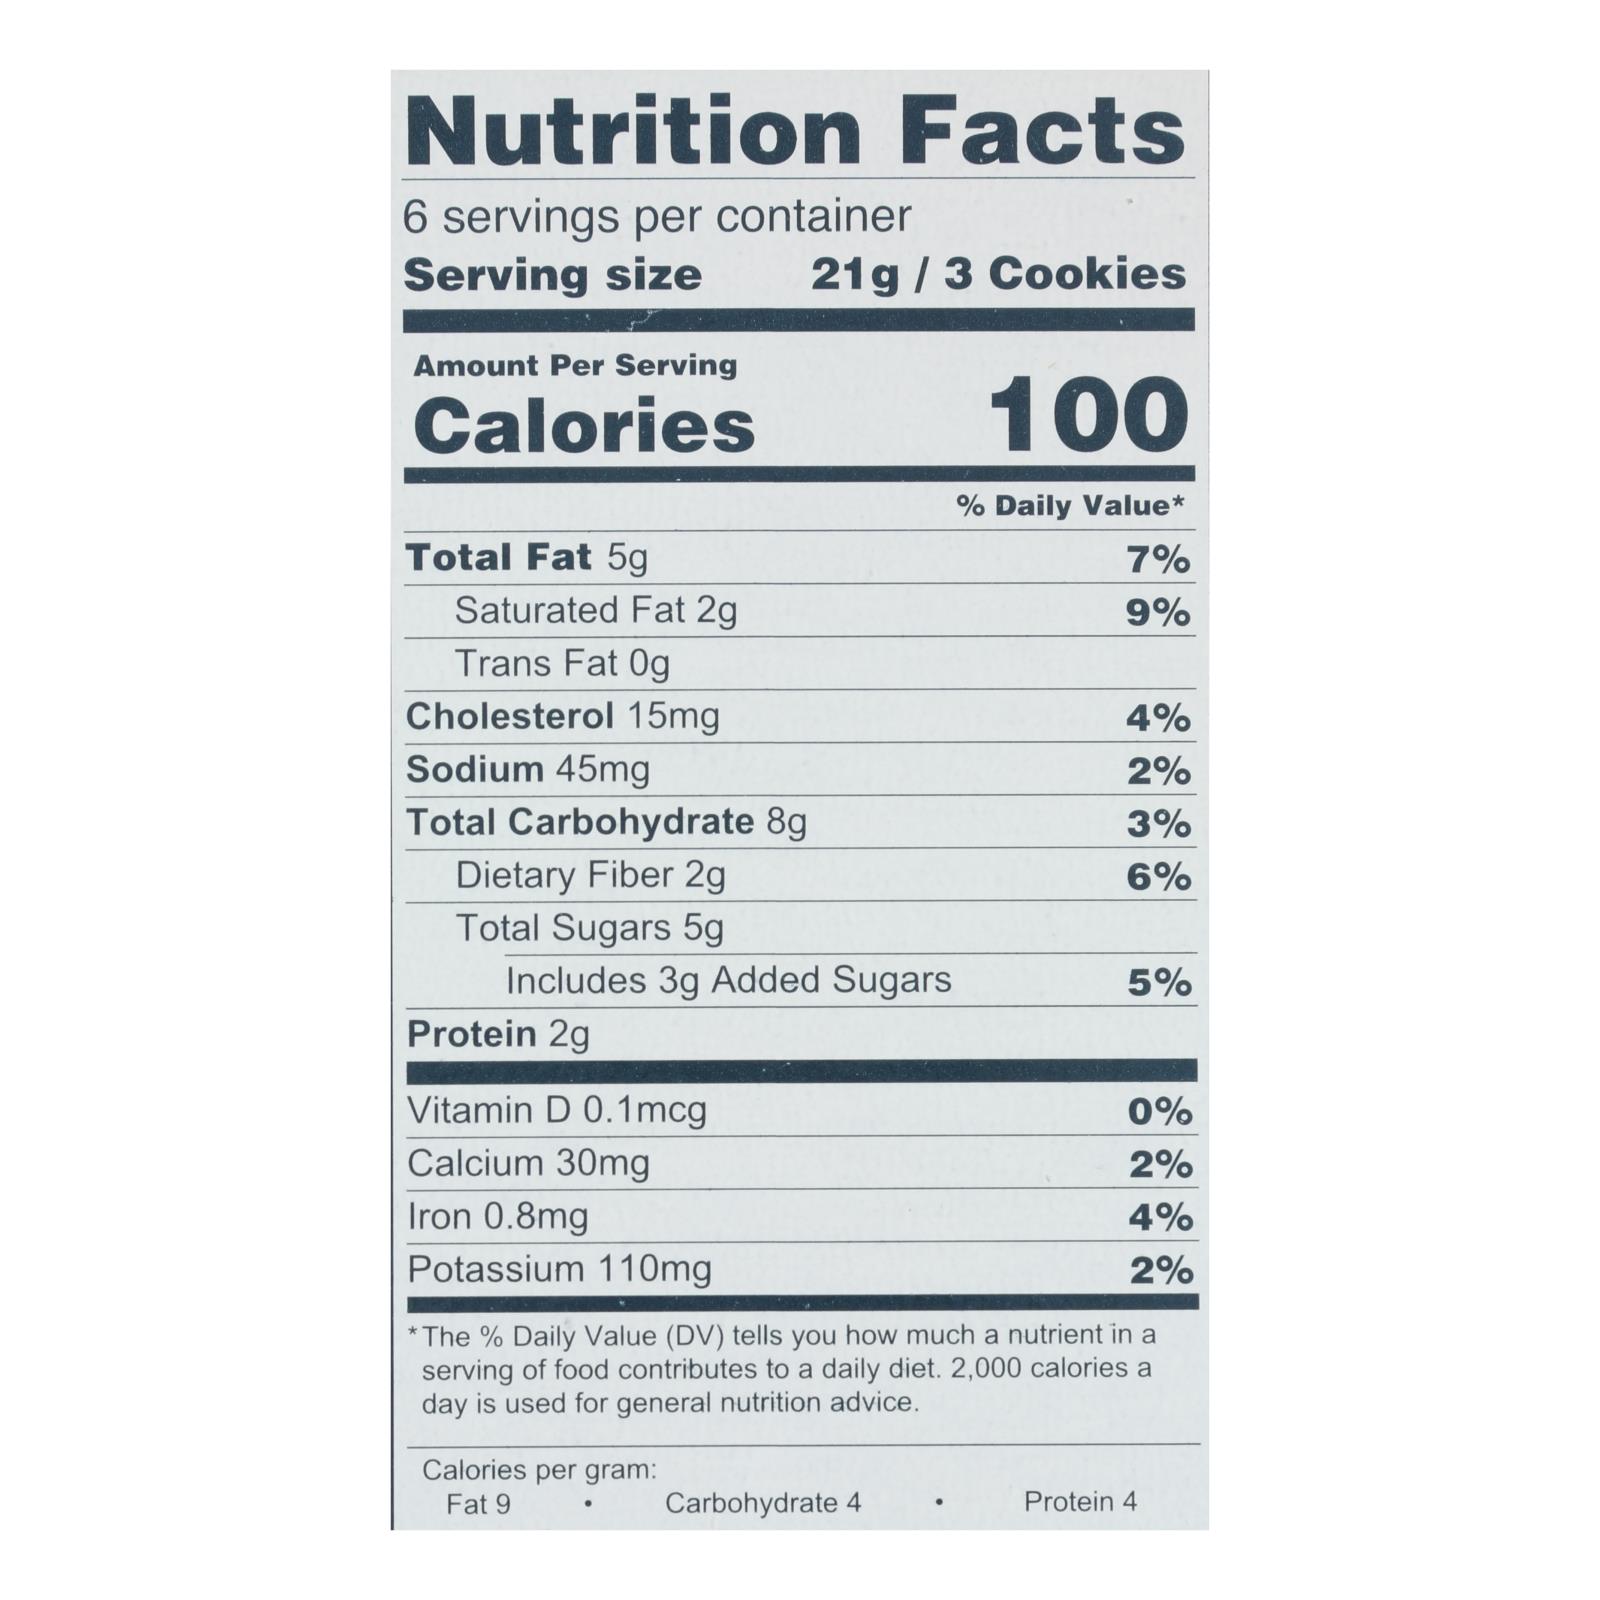 Nutrition Facts
6 servings per container
Serving size 21g / 3 Cookies
Amount Per Serving
Calories 100
% Daily Value*
Total Fat 5g 7%
Saturated Fat 2g 9%
Trans Fat 0g
Cholesterol 15mg 4%
Sodium 45mg 2%
Total Carbohydrate 8g 3%
Dietary Fiber 2g 6%
Total Sugars 5g
Includes 3g Added Sugars 5%
Protein 2g
Vitamin D 0.1mcg 0%
Calcium 30mg 2%
Iron 0.8mg 4%
Potassium 110mg 2%
*The % Daily Value (DV) tells you how much a nutrient in a
serving of food contributes to a daily diet. 2,000 calories a
day is used for general nutrition advice.
Calories per gram:
Fat 9 • Carbohydrate 4 • Protein 4